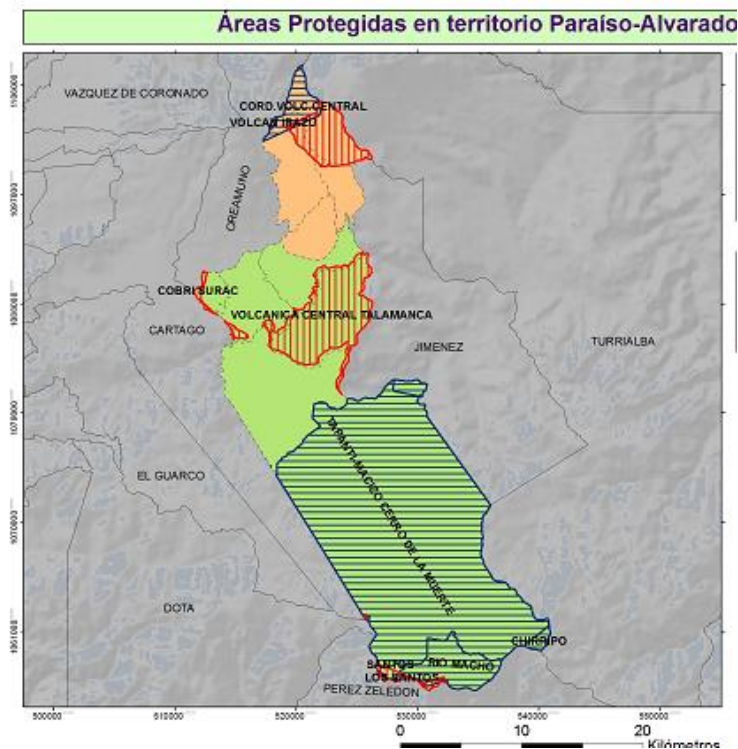 Áreas Protegidas en territorio Paraíso-Alvarado
VAZQUEZ DE CORONADO
CORD.VOLC.CENTRAL
VOLCAN IRAZU
OREAMUNO
COBRI SURAC
VOLCANICA CENTRAL TALAMANCA
CARTAGO
JIMENEZ
TURRIALBA
EL GUARCO
TAPANTI-MACIZO CERRO DE LA MUERTE
DOTA
CHIRRIPO
SANTOS
RIO MACHO
LOS SANTOS
PEREZ ZELEDON
500000 510000 520000 530000 540000 550000
0 10 20
Kilómetros